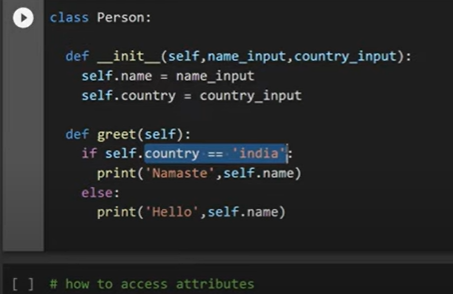 class Person:
def __init__(self,name_input,country_input):
self.name = name_input
self.country = country_input
def greet(self):
if self.country == 'india':
print('Namaste',self.name)
else:
print('Hello',self.name)
[ ] # how to access attributes